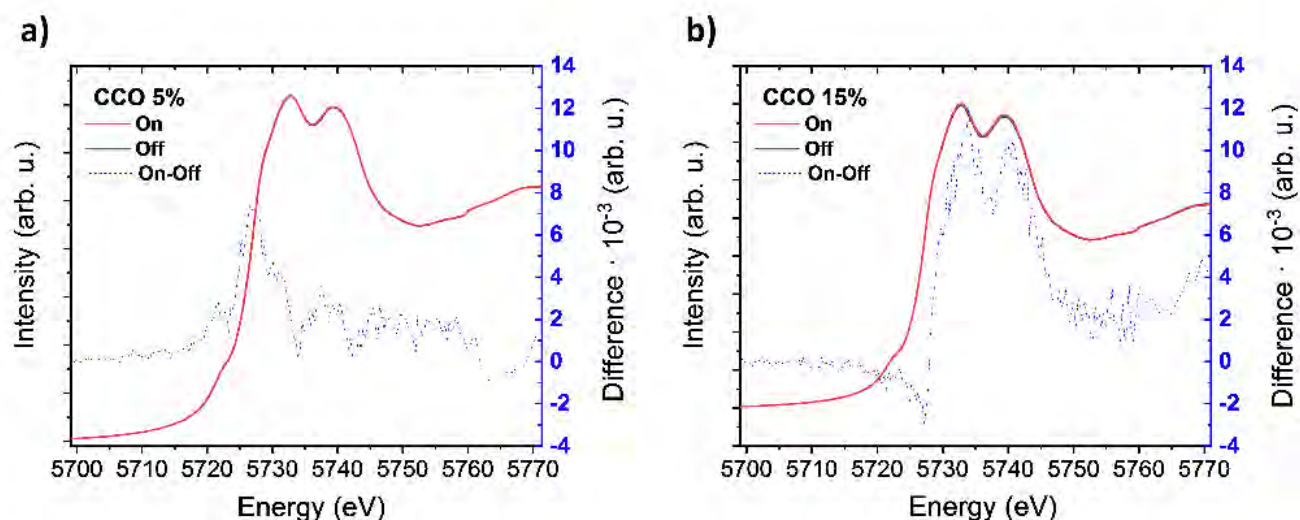 a)
CCO 5%
On
Off
On-Off
Intensity (arb. u.)
14
12
10
8
6
4
2
0
-2
-4
Difference · 10⁻³ (arb. u.)
5700 5710 5720 5730 5740 5750 5760 5770
Energy (eV)
b)
CCO 15%
On
Off
On-Off
Intensity (arb. u.)
14
12
10
8
6
4
2
0
-2
-4
Difference · 10⁻³ (arb. u.)
5700 5710 5720 5730 5740 5750 5760 5770
Energy (eV)